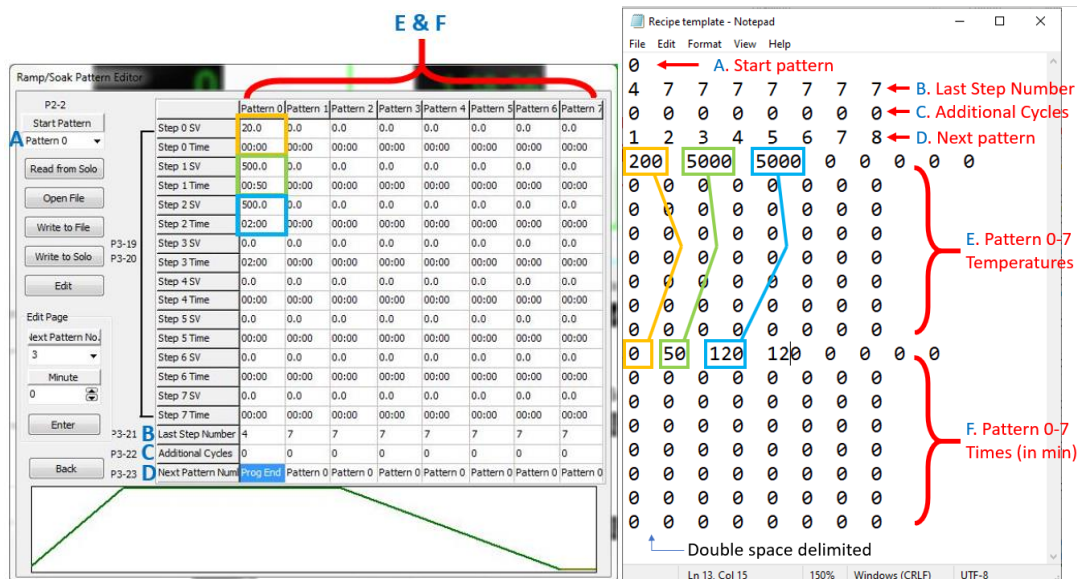 E & F
Ramp/Soak Pattern Editor
P2-2
Start Pattern
A Pattern 0
Read from Solo
Open File
Write to File
Write to Solo
Edit
Edit Page
Next Pattern No.
3
Minute
0
Enter
Back
P3-19
P3-20
Pattern 0 Pattern 1 Pattern 2 Pattern 3 Pattern 4 Pattern 5 Pattern 6 Pattern 7
Step 0 SV 20.0 0.0 0.0 0.0 0.0 0.0 0.0 0.0
Step 0 Time 00:00 00:00 00:00 00:00 00:00 00:00 00:00 00:00
Step 1 SV 500.0 0.0 0.0 0.0 0.0 0.0 0.0 0.0
Step 1 Time 00:50 00:00 00:00 00:00 00:00 00:00 00:00 00:00
Step 2 SV 500.0 0.0 0.0 0.0 0.0 0.0 0.0 0.0
Step 2 Time 02:00 00:00 00:00 00:00 00:00 00:00 00:00 00:00
Step 3 SV 0.0 0.0 0.0 0.0 0.0 0.0 0.0 0.0
Step 3 Time 02:00 00:00 00:00 00:00 00:00 00:00 00:00 00:00
Step 4 SV 0.0 0.0 0.0 0.0 0.0 0.0 0.0 0.0
Step 4 Time 00:00 00:00 00:00 00:00 00:00 00:00 00:00 00:00
Step 5 SV 0.0 0.0 0.0 0.0 0.0 0.0 0.0 0.0
Step 5 Time 00:00 00:00 00:00 00:00 00:00 00:00 00:00 00:00
Step 6 SV 0.0 0.0 0.0 0.0 0.0 0.0 0.0 0.0
Step 6 Time 00:00 00:00 00:00 00:00 00:00 00:00 00:00 00:00
Step 7 SV 0.0 0.0 0.0 0.0 0.0 0.0 0.0 0.0
Step 7 Time 00:00 00:00 00:00 00:00 00:00 00:00 00:00 00:00
P3-21 B Last Step Number 4 7 7 7 7 7 7 7
P3-22 C Additional Cycles 0 0 0 0 0 0 0 0
P3-23 D Next Pattern Num Prog End Pattern 0 Pattern 0 Pattern 0 Pattern 0 Pattern 0 Pattern 0 Pattern 0
Recipe template - Notepad
File Edit Format View Help
0 A. Start pattern
4 7 7 7 7 7 7 7 B. Last Step Number
0 0 0 0 0 0 0 0 C. Additional Cycles
1 2 3 4 5 6 7 8 D. Next pattern
200 5000 5000 0 0 0 0 0
0 0 0 0 0 0 0 0
0 0 0 0 0 0 0 0
0 0 0 0 0 0 0 0
0 0 0 0 0 0 0 0
0 0 0 0 0 0 0 0
0 0 0 0 0 0 0 0
0 0 0 0 0 0 0 0
E. Pattern 0-7
Temperatures
0 50 120 120 0 0 0 0
0 0 0 0 0 0 0 0
0 0 0 0 0 0 0 0
0 0 0 0 0 0 0 0
0 0 0 0 0 0 0 0
0 0 0 0 0 0 0 0
0 0 0 0 0 0 0 0
0 0 0 0 0 0 0 0
F. Pattern 0-7
Times (in min)
Double space delimited
Ln 13, Col 15 150% Windows (CRLF) UTF-8